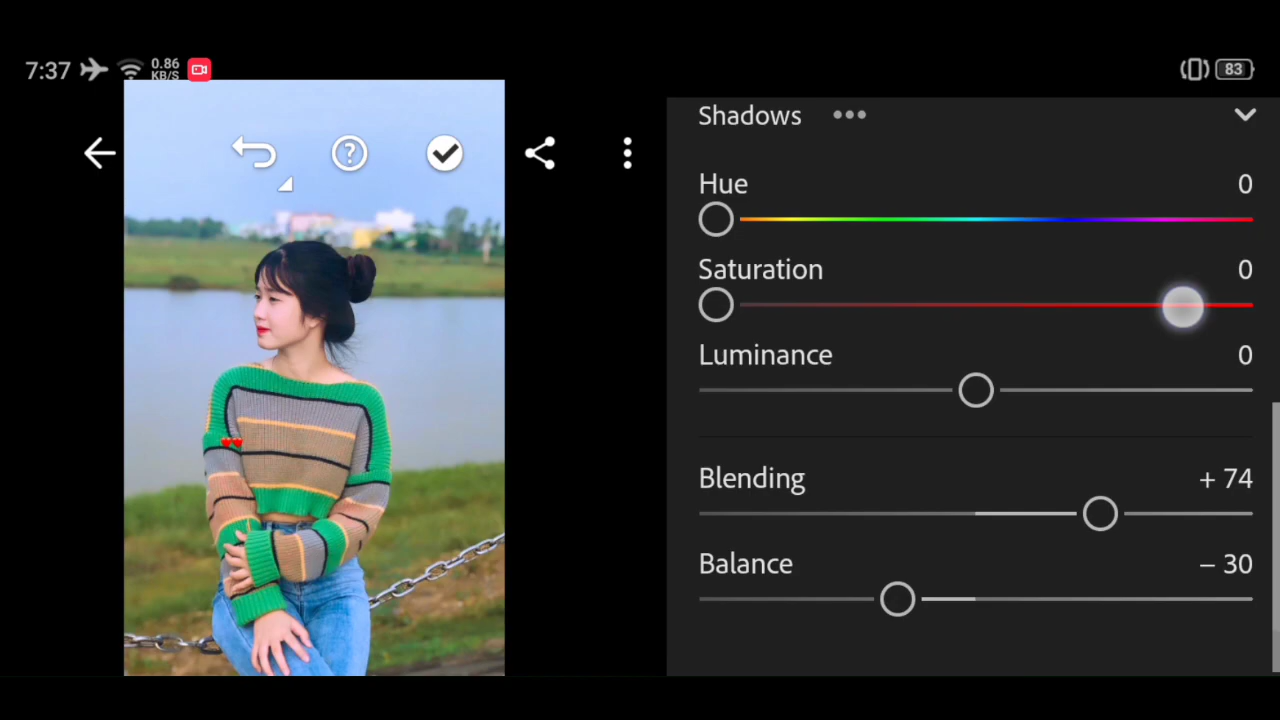 7:37 0.86 KB/S 83
?
Shadows
Hue 0
Saturation 0
Luminance 0
Blending + 74
Balance – 30